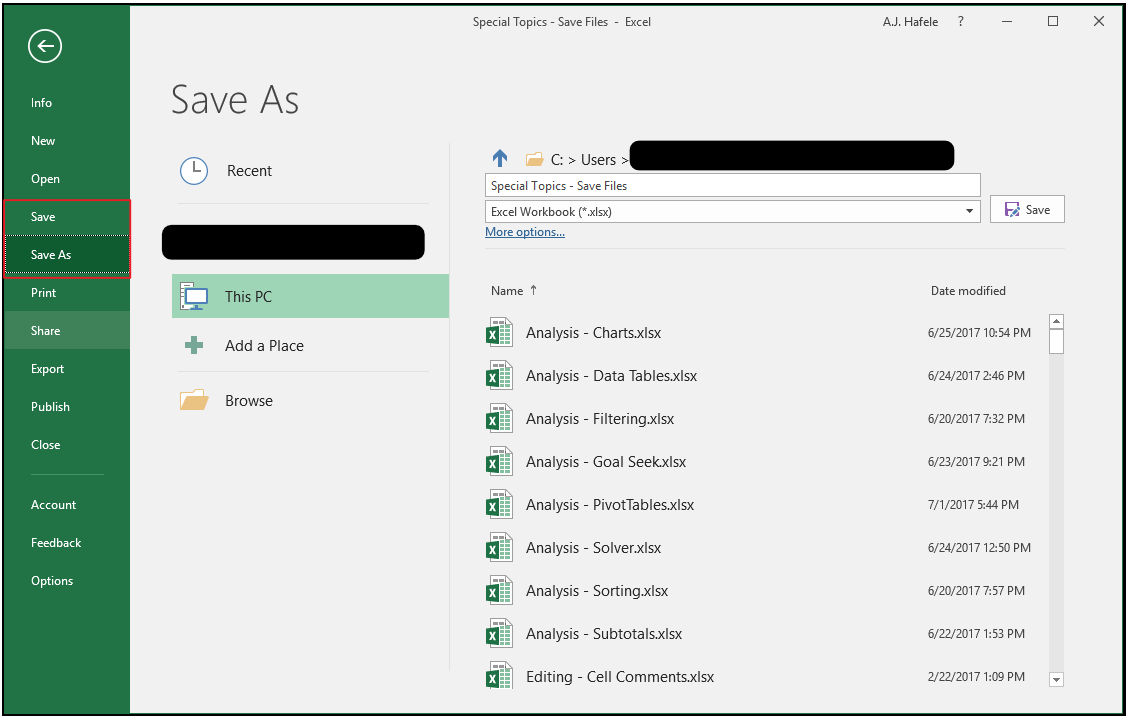 Special Topics - Save Files - Excel
A.J. Hafele ?
Info
New
Open
Save
Save As
Print
Share
Export
Publish
Close
Account
Feedback
Options
Save As
Recent
This PC
Add a Place
Browse
C: > Users >
Special Topics - Save Files
Excel Workbook (*.xlsx)
Save
More options...
Name ↑ Date modified
Analysis - Charts.xlsx 6/25/2017 10:54 PM
Analysis - Data Tables.xlsx 6/24/2017 2:46 PM
Analysis - Filtering.xlsx 6/20/2017 7:32 PM
Analysis - Goal Seek.xlsx 6/23/2017 9:21 PM
Analysis - PivotTables.xlsx 7/1/2017 5:44 PM
Analysis - Solver.xlsx 6/24/2017 12:50 PM
Analysis - Sorting.xlsx 6/20/2017 7:57 PM
Analysis - Subtotals.xlsx 6/22/2017 1:53 PM
Editing - Cell Comments.xlsx 2/22/2017 1:09 PM